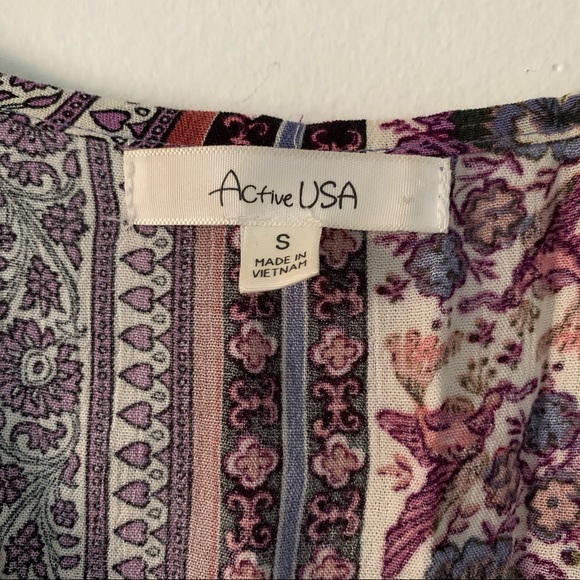 Active USA
S
MADE IN
VIETNAM